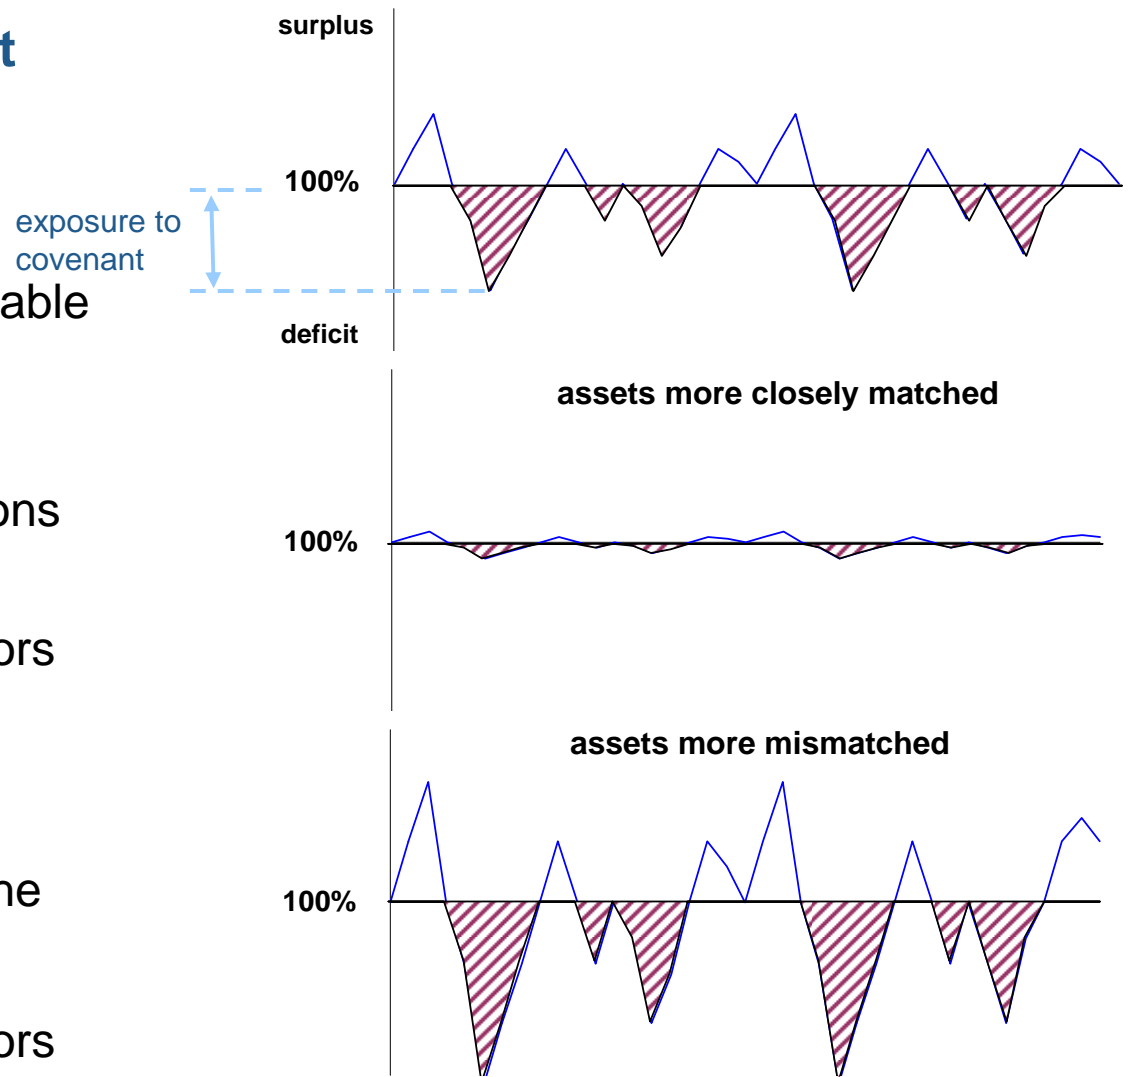 surplus
t
100%
exposure to
covenant
able
deficit
assets more closely matched
ons
100%
ors
assets more mismatched
ne
100%
ors